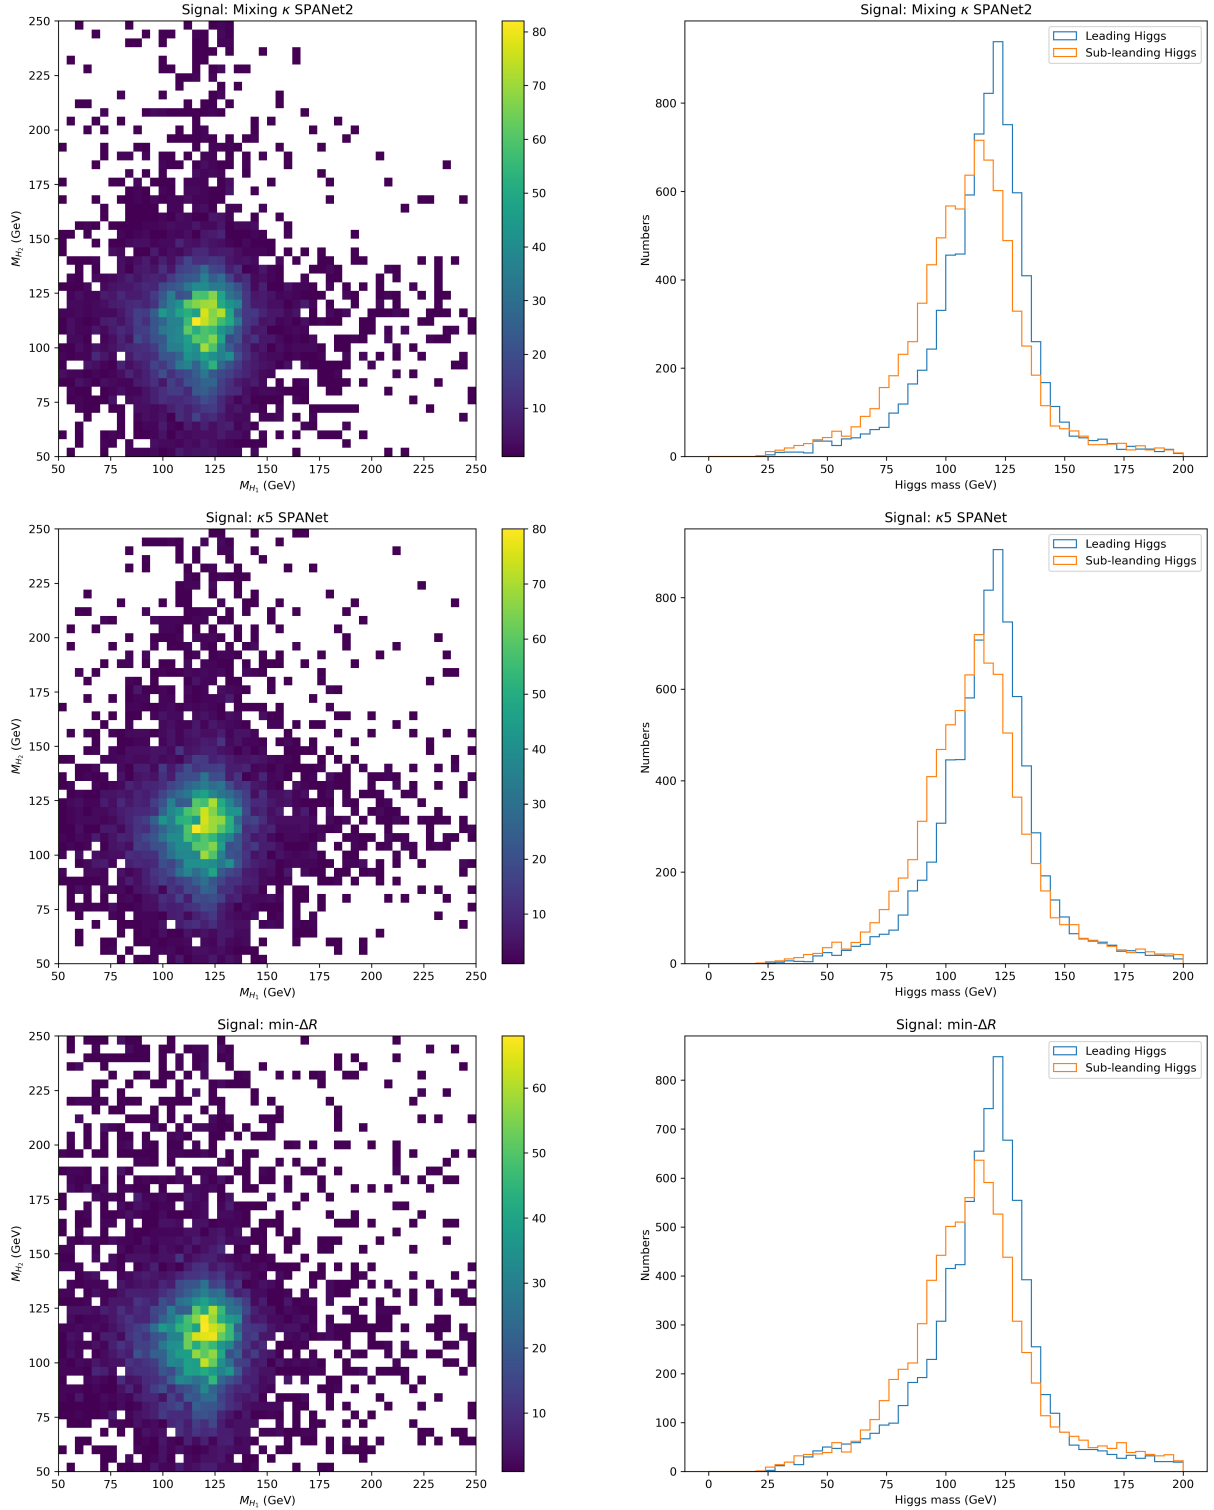 Signal: Mixing κ SPANet2
250
225
200
175
150
125
100
75
50
M_{H_2} (GeV)
50 75 100 125 150 175 200 225 250
M_{H_1} (GeV)
80
70
60
50
40
30
20
10
Signal: Mixing κ SPANet2
Leading Higgs
Sub-leanding Higgs
800
600
400
200
0
Numbers
0 25 50 75 100 125 150 175 200
Higgs mass (GeV)
Signal: κ5 SPANet
250
225
200
175
150
125
100
75
50
M_{H_2} (GeV)
50 75 100 125 150 175 200 225 250
M_{H_1} (GeV)
80
70
60
50
40
30
20
10
Signal: κ5 SPANet
Leading Higgs
Sub-leanding Higgs
800
600
400
200
0
Numbers
0 25 50 75 100 125 150 175 200
Higgs mass (GeV)
Signal: min-ΔR
250
225
200
175
150
125
100
75
50
M_{H_2} (GeV)
50 75 100 125 150 175 200 225 250
M_{H_1} (GeV)
60
50
40
30
20
10
Signal: min-ΔR
Leading Higgs
Sub-leanding Higgs
800
700
600
500
400
300
200
100
0
Numbers
0 25 50 75 100 125 150 175 200
Higgs mass (GeV)